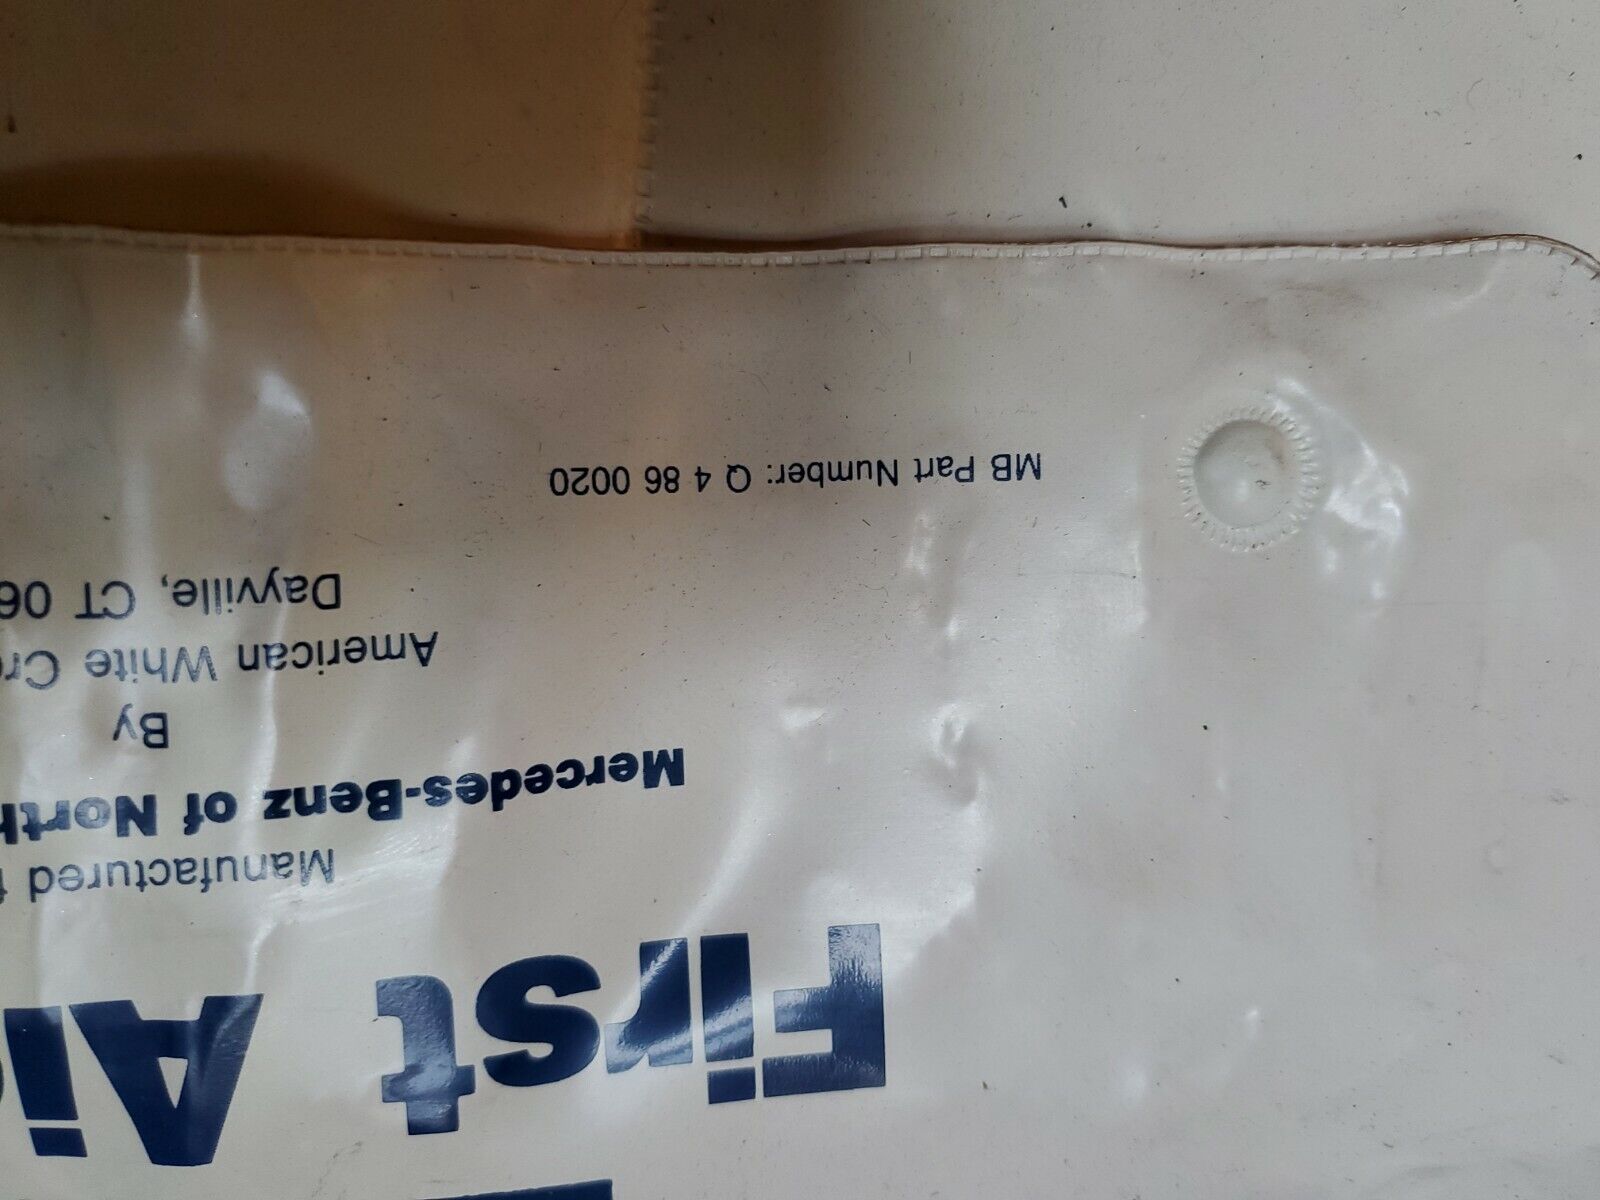 First
Manufactured
Mercedes-Benz of
By
American White
Dayville, CT
MB Part Number: Q 4 86 0020